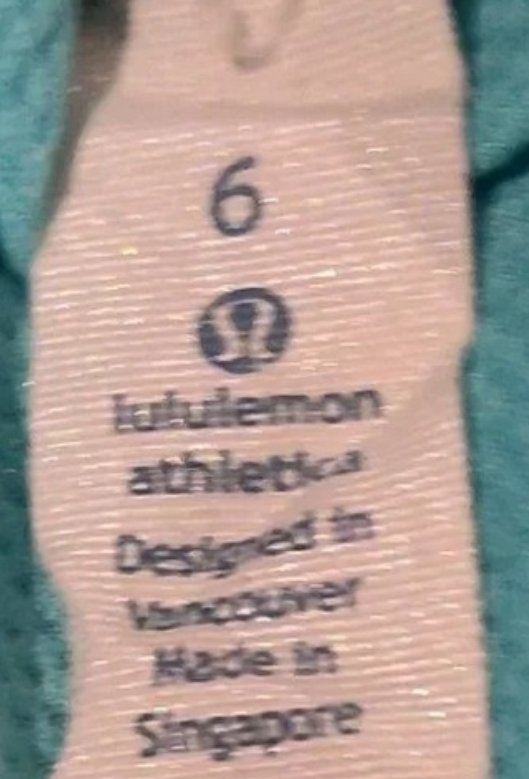 6
lululemon
athletica
Designed in
Vancouver
Made in
Singapore